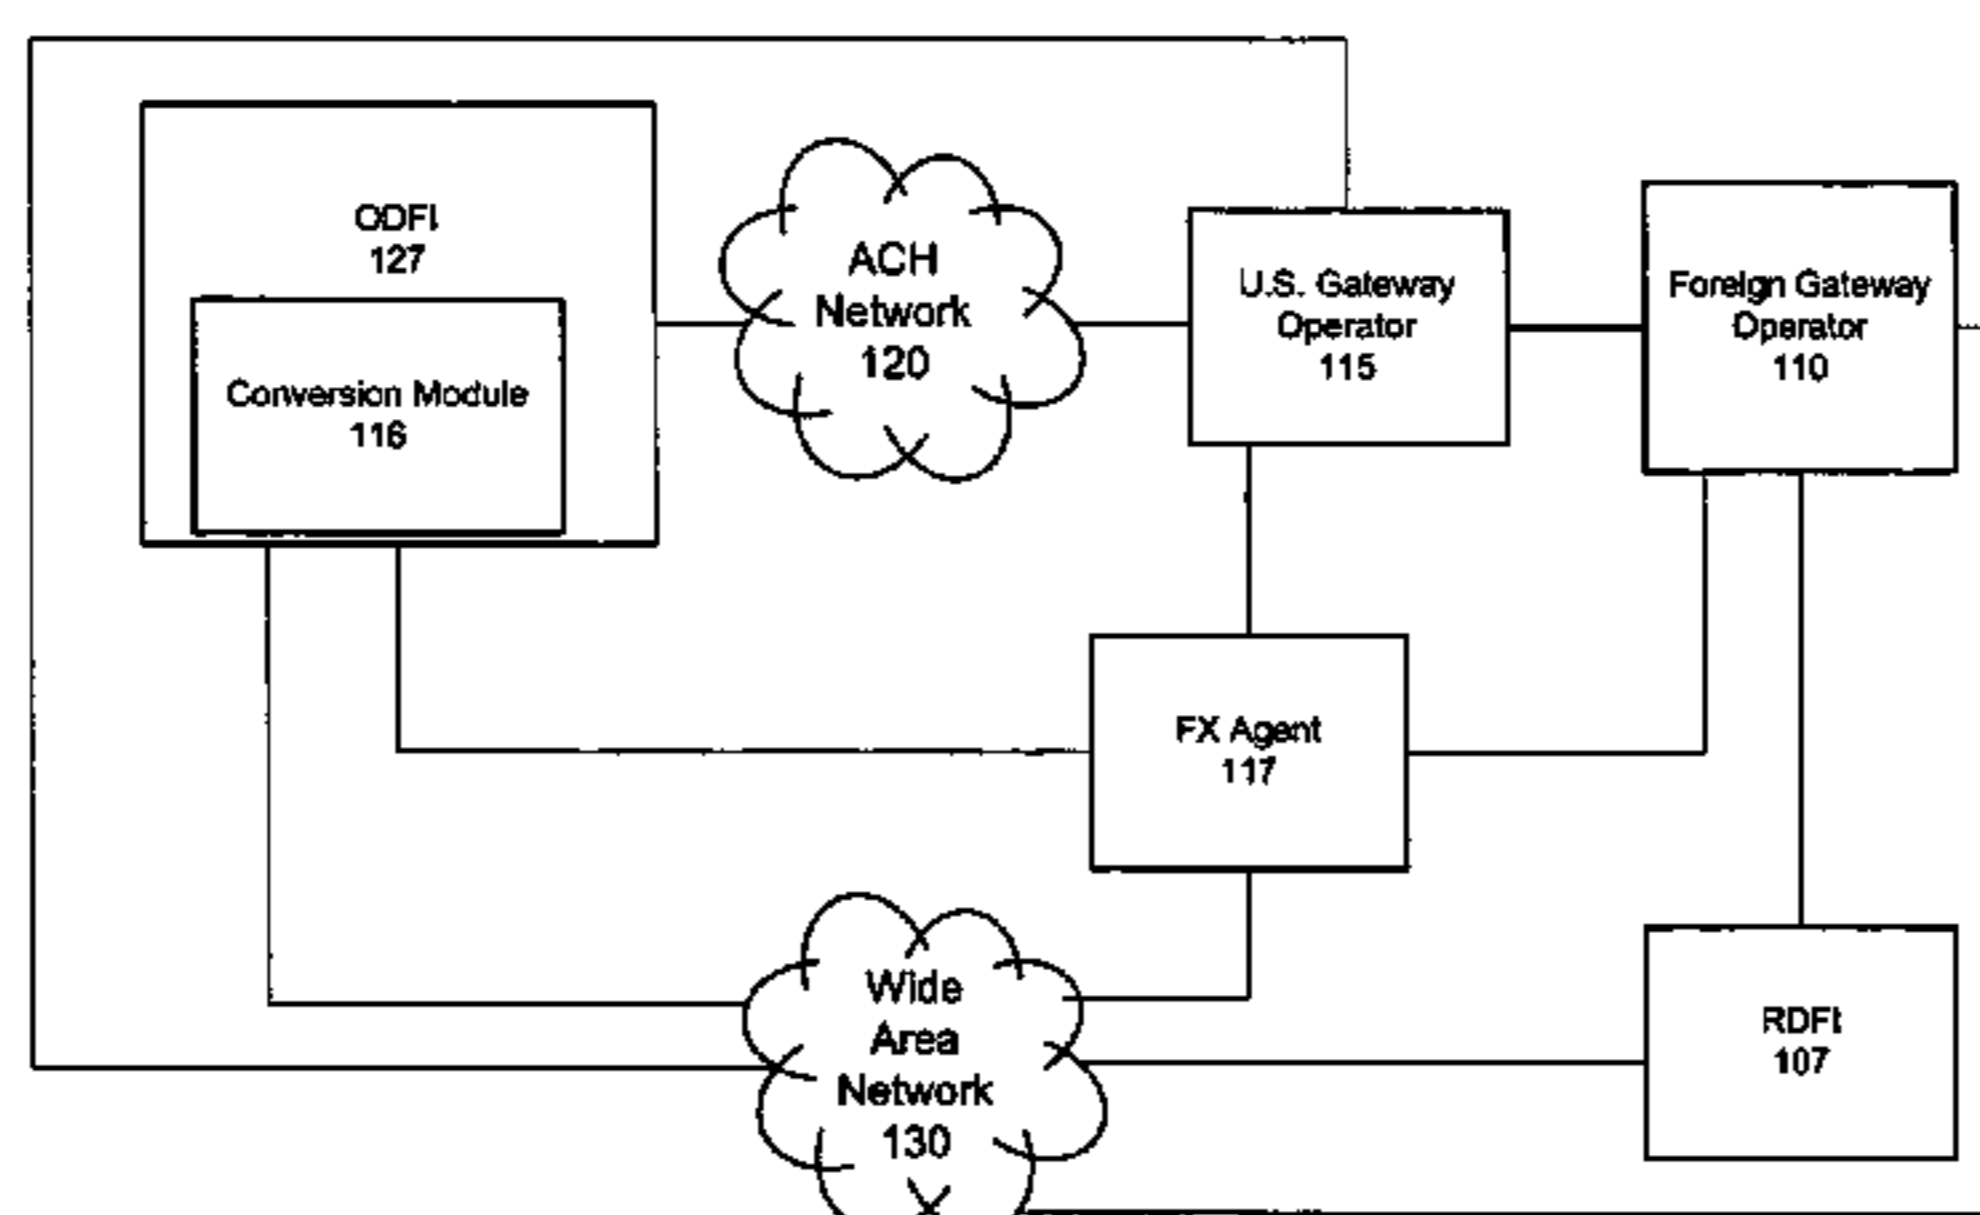 ODFI
127
Conversion Module
116
ACH
Network
120
U.S. Gateway
Operator
115
Foreign Gateway
Operator
110
FX Agent
117
Wide
Area
Network
130
RDFI
107